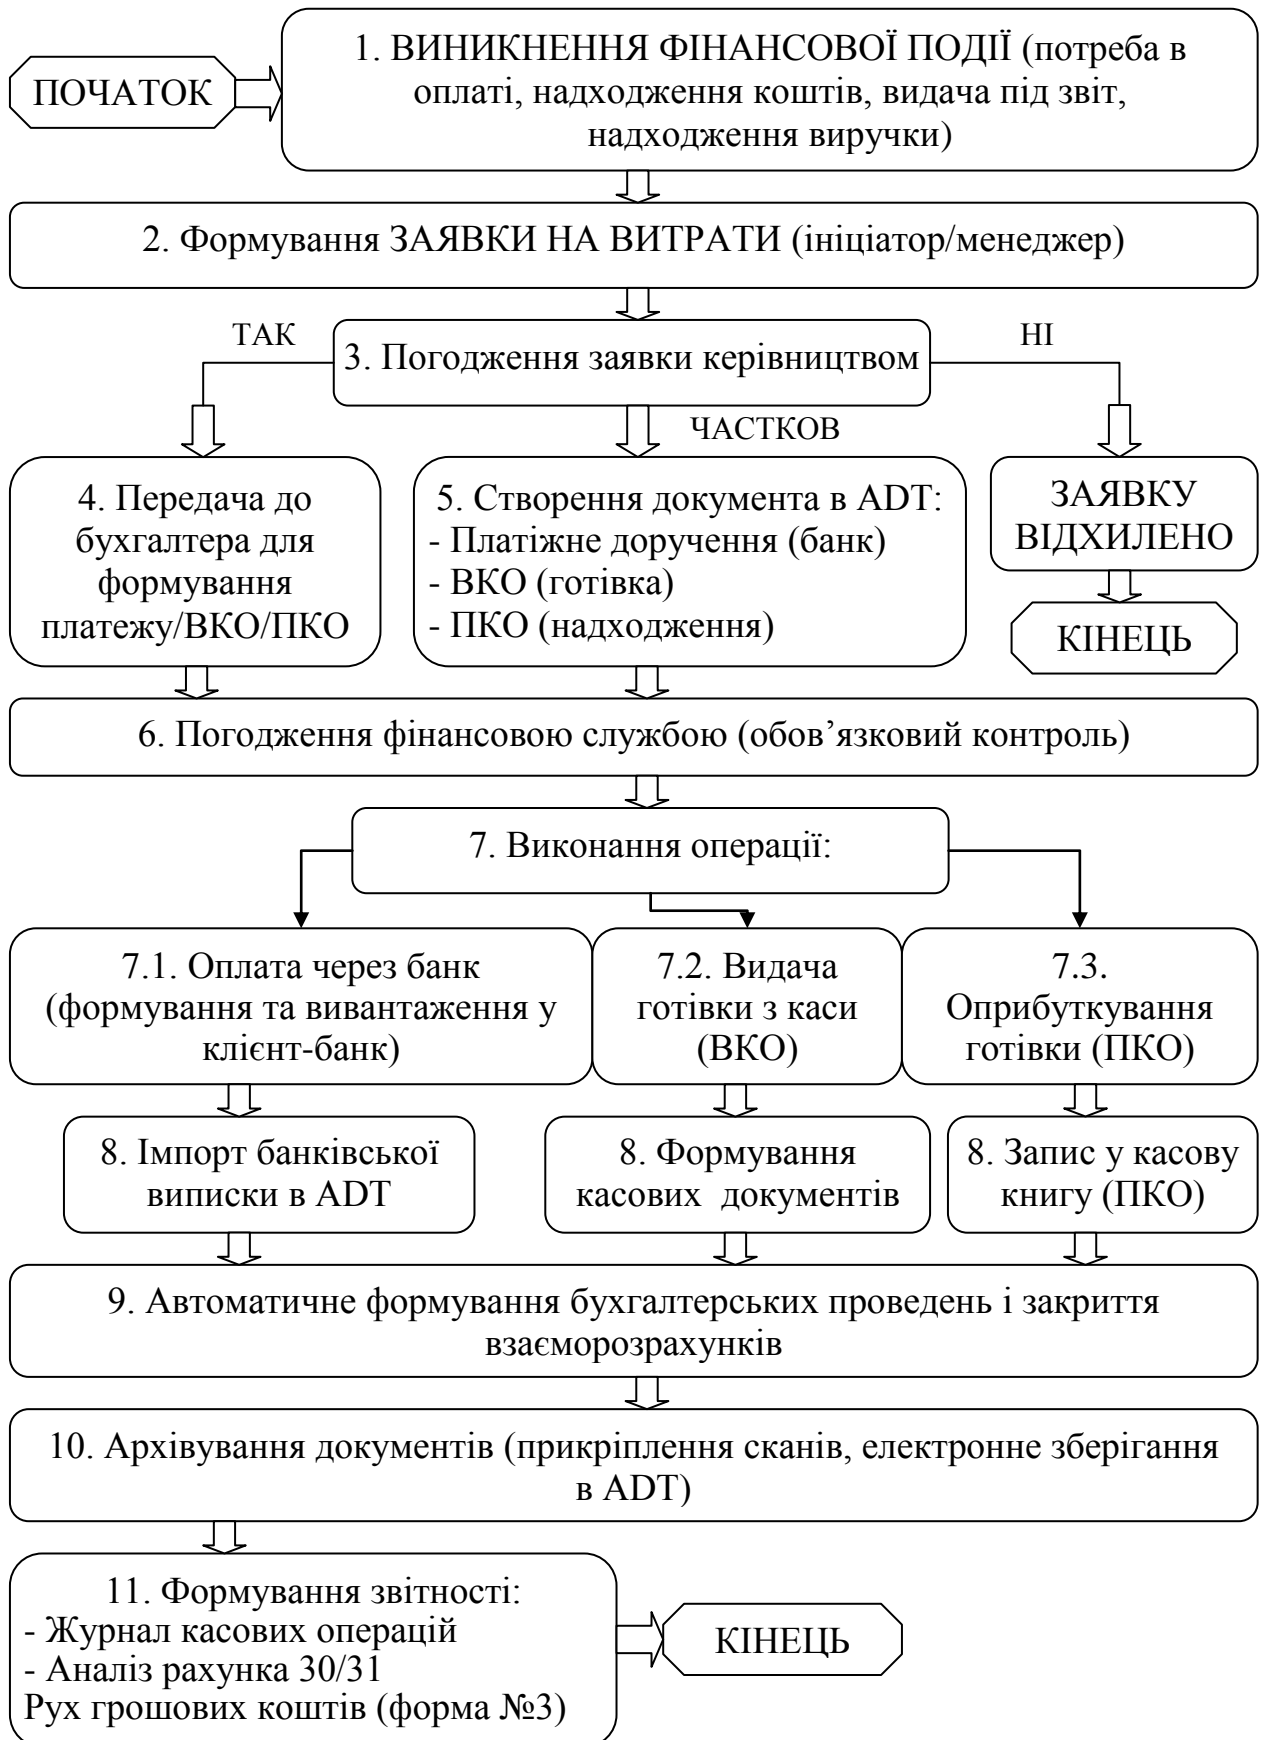 ПОЧАТОК
1. ВИНИКНЕННЯ ФІНАНСОВОЇ ПОДІЇ (потреба в
оплаті, надходження коштів, видача під звіт,
надходження виручки)
2. Формування ЗАЯВКИ НА ВИТРАТИ (ініціатор/менеджер)
ТАК
3. Погодження заявки керівництвом
НІ
ЧАСТКОВ
4. Передача до
бухгалтера для
формування
платежу/ВКО/ПКО
5. Створення документа в ADT:
- Платіжне доручення (банк)
- ВКО (готівка)
- ПКО (надходження)
ЗАЯВКУ
ВІДХИЛЕНО
КІНЕЦЬ
6. Погодження фінансовою службою (обов’язковий контроль)
7. Виконання операції:
7.1. Оплата через банк
(формування та вивантаження у
клієнт-банк)
7.2. Видача
готівки з каси
(ВКО)
7.3.
Оприбуткування
готівки (ПКО)
8. Імпорт банківської
виписки в ADT
8. Формування
касових документів
8. Запис у касову
книгу (ПКО)
9. Автоматичне формування бухгалтерських проведень і закриття
взаєморозрахунків
10. Архівування документів (прикріплення сканів, електронне зберігання
в ADT)
11. Формування звітності:
- Журнал касових операцій
- Аналіз рахунка 30/31
Рух грошових коштів (форма №3)
КІНЕЦЬ